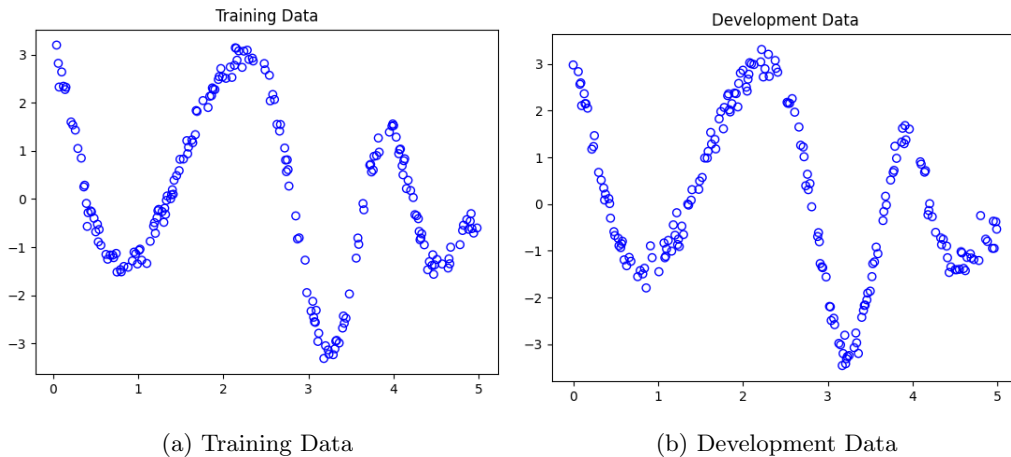 Training Data
3
2
1
0
−1
−2
−3
0 1 2 3 4 5
(a) Training Data
Development Data
3
2
1
0
−1
−2
−3
0 1 2 3 4 5
(b) Development Data